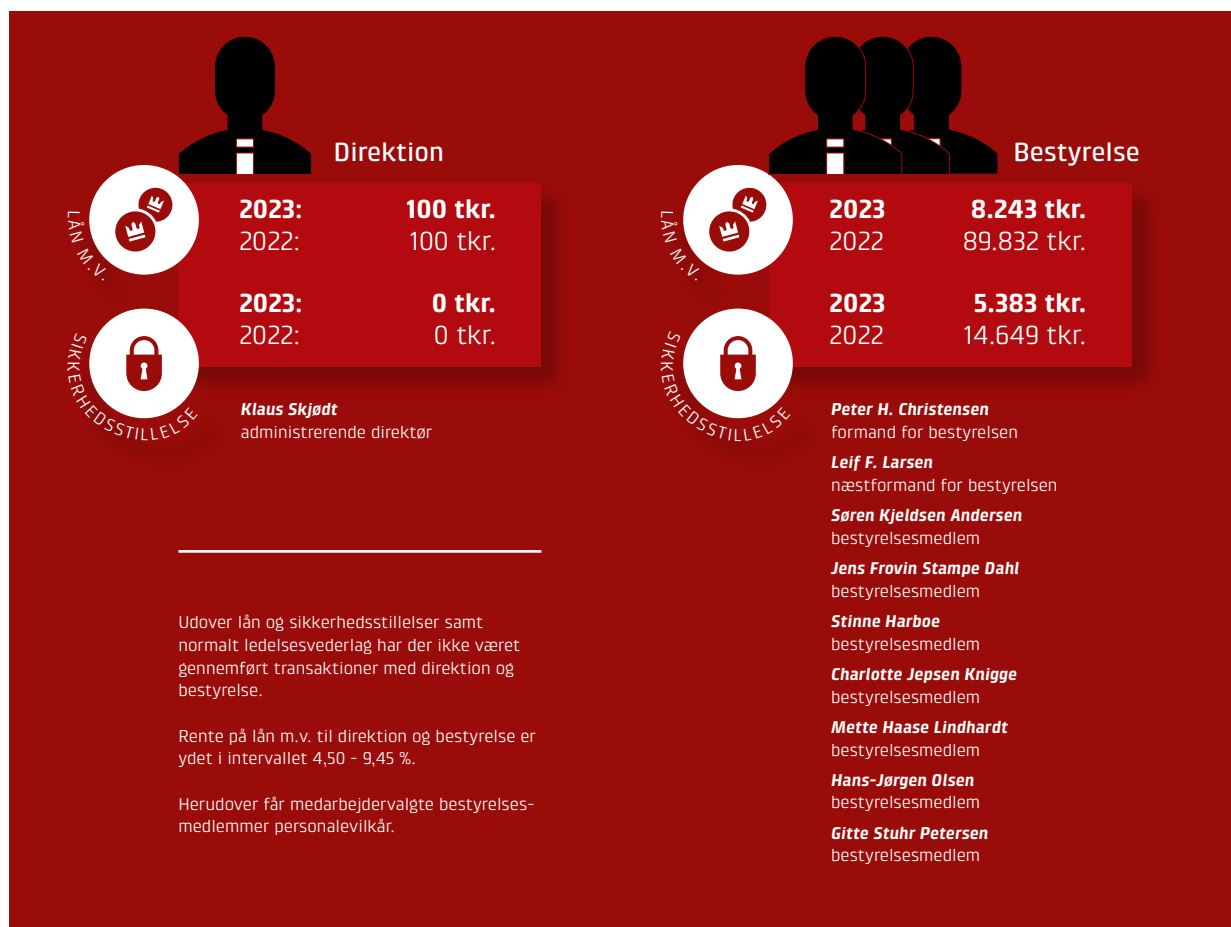 Direktion
LÅN M.V.
2023: 100 tkr.
2022: 100 tkr.
SIKKERHEDSSTILLELSE
2023: 0 tkr.
2022: 0 tkr.
Klaus Skjødt
administrerende direktør
Udover lån og sikkerhedsstillelser samt
normalt ledelsesvederlag har der ikke været
gennemført transaktioner med direktion og
bestyrelse.
Rente på lån m.v. til direktion og bestyrelse er
ydet i intervallet 4,50 - 9,45 %.
Herudover får medarbejdervalgte bestyrelses-
medlemmer personalevilkår.
Bestyrelse
LÅN M.V.
2023 8.243 tkr.
2022 89.832 tkr.
SIKKERHEDSSTILLELSE
2023 5.383 tkr.
2022 14.649 tkr.
Peter H. Christensen
formand for bestyrelsen
Leif F. Larsen
næstformand for bestyrelsen
Søren Kjeldsen Andersen
bestyrelsesmedlem
Jens Frovin Stampe Dahl
bestyrelsesmedlem
Stinne Harboe
bestyrelsesmedlem
Charlotte Jepsen Knigge
bestyrelsesmedlem
Mette Haase Lindhardt
bestyrelsesmedlem
Hans-Jørgen Olsen
bestyrelsesmedlem
Gitte Stuhr Petersen
bestyrelsesmedlem